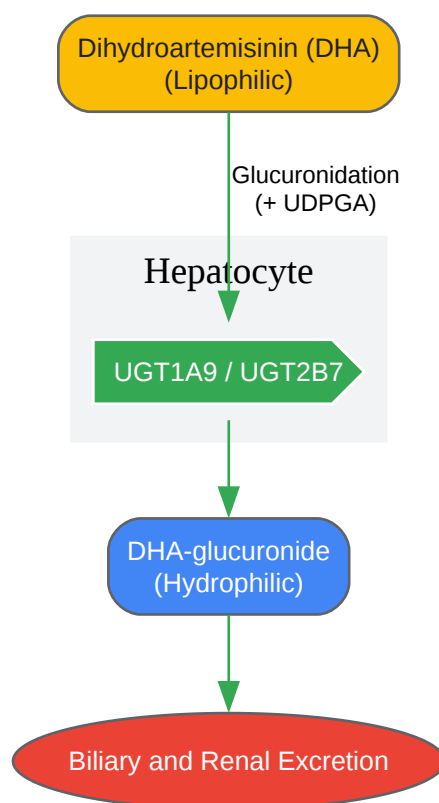 Dihydroartemisinin (DHA)
(Lipophilic)
Glucuronidation
(+ UDPGA)
Hepatocyte
UGT1A9 / UGT2B7
DHA-glucuronide
(Hydrophilic)
Biliary and Renal Excretion